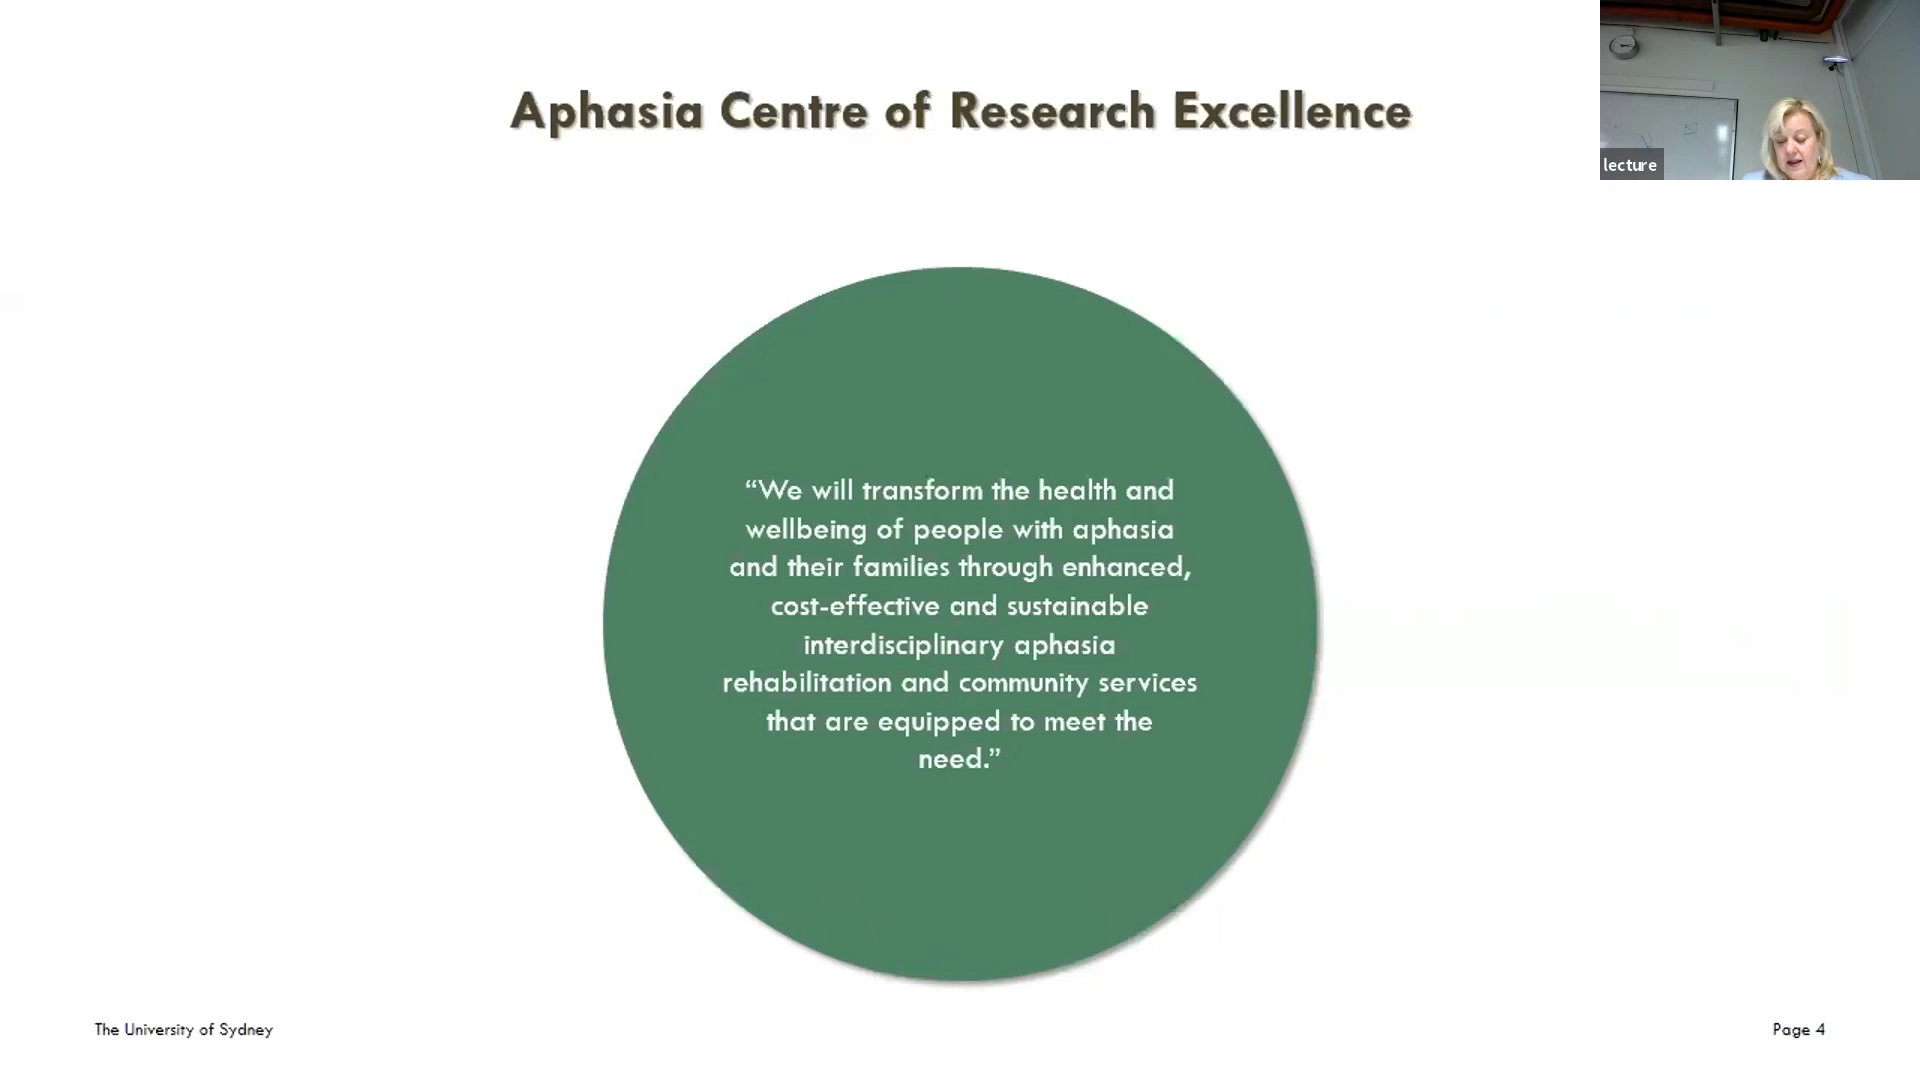 Aphasia Centre of Research Excellence
lecture
“We will transform the health and
wellbeing of people with aphasia
and their families through enhanced,
cost-effective and sustainable
interdisciplinary aphasia
rehabilitation and community services
that are equipped to meet the
need.”
The University of Sydney
Page 4